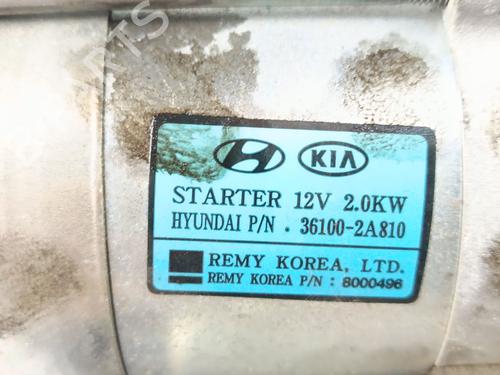 KIA
STARTER 12V 2.0KW
HYUNDAI P/N . 36100-2A810
REMY KOREA, LTD.
REMY KOREA P/N : 8000496